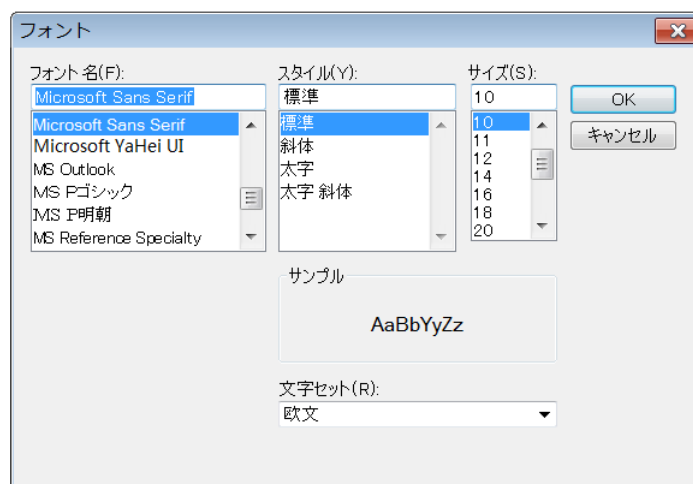 フォント
フォント名(F):
Microsoft Sans Serif
Microsoft Sans Serif
Microsoft YaHei UI
MS Outlook
MS Pゴシック
MS P明朝
MS Reference Specialty
スタイル(Y):
標準
標準
斜体
太字
太字 斜体
サイズ(S):
10
10
11
12
14
16
18
20
OK
キャンセル
サンプル
AaBbYyZz
文字セット(R):
欧文